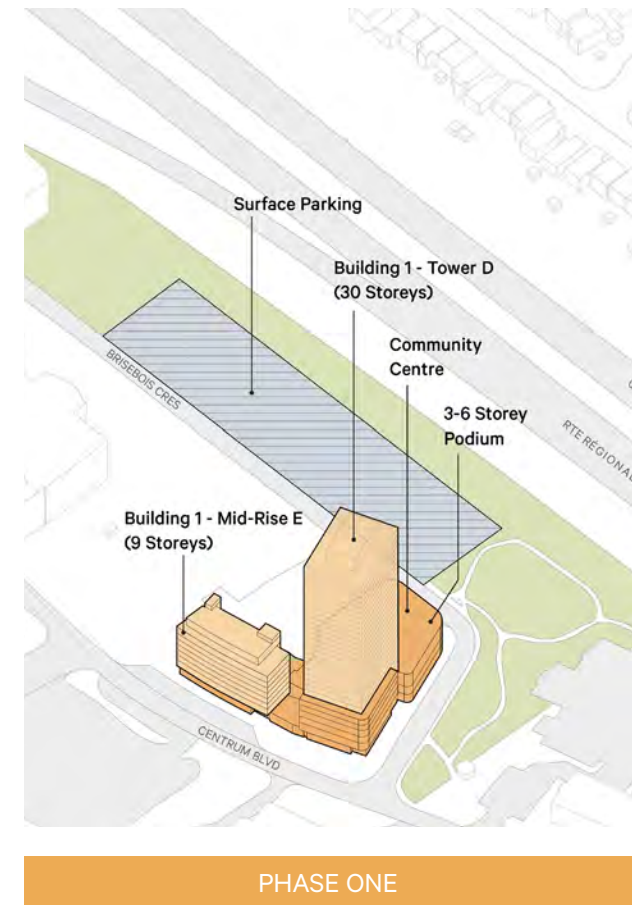 Surface Parking
Building 1 - Tower D
(30 Storeys)
Community
Centre
3-6 Storey
Podium
BRISEBOIS CRES
RTE RÉGIONAL
Building 1 - Mid-Rise E
(9 Storeys)
CENTRUM BLVD
PHASE ONE